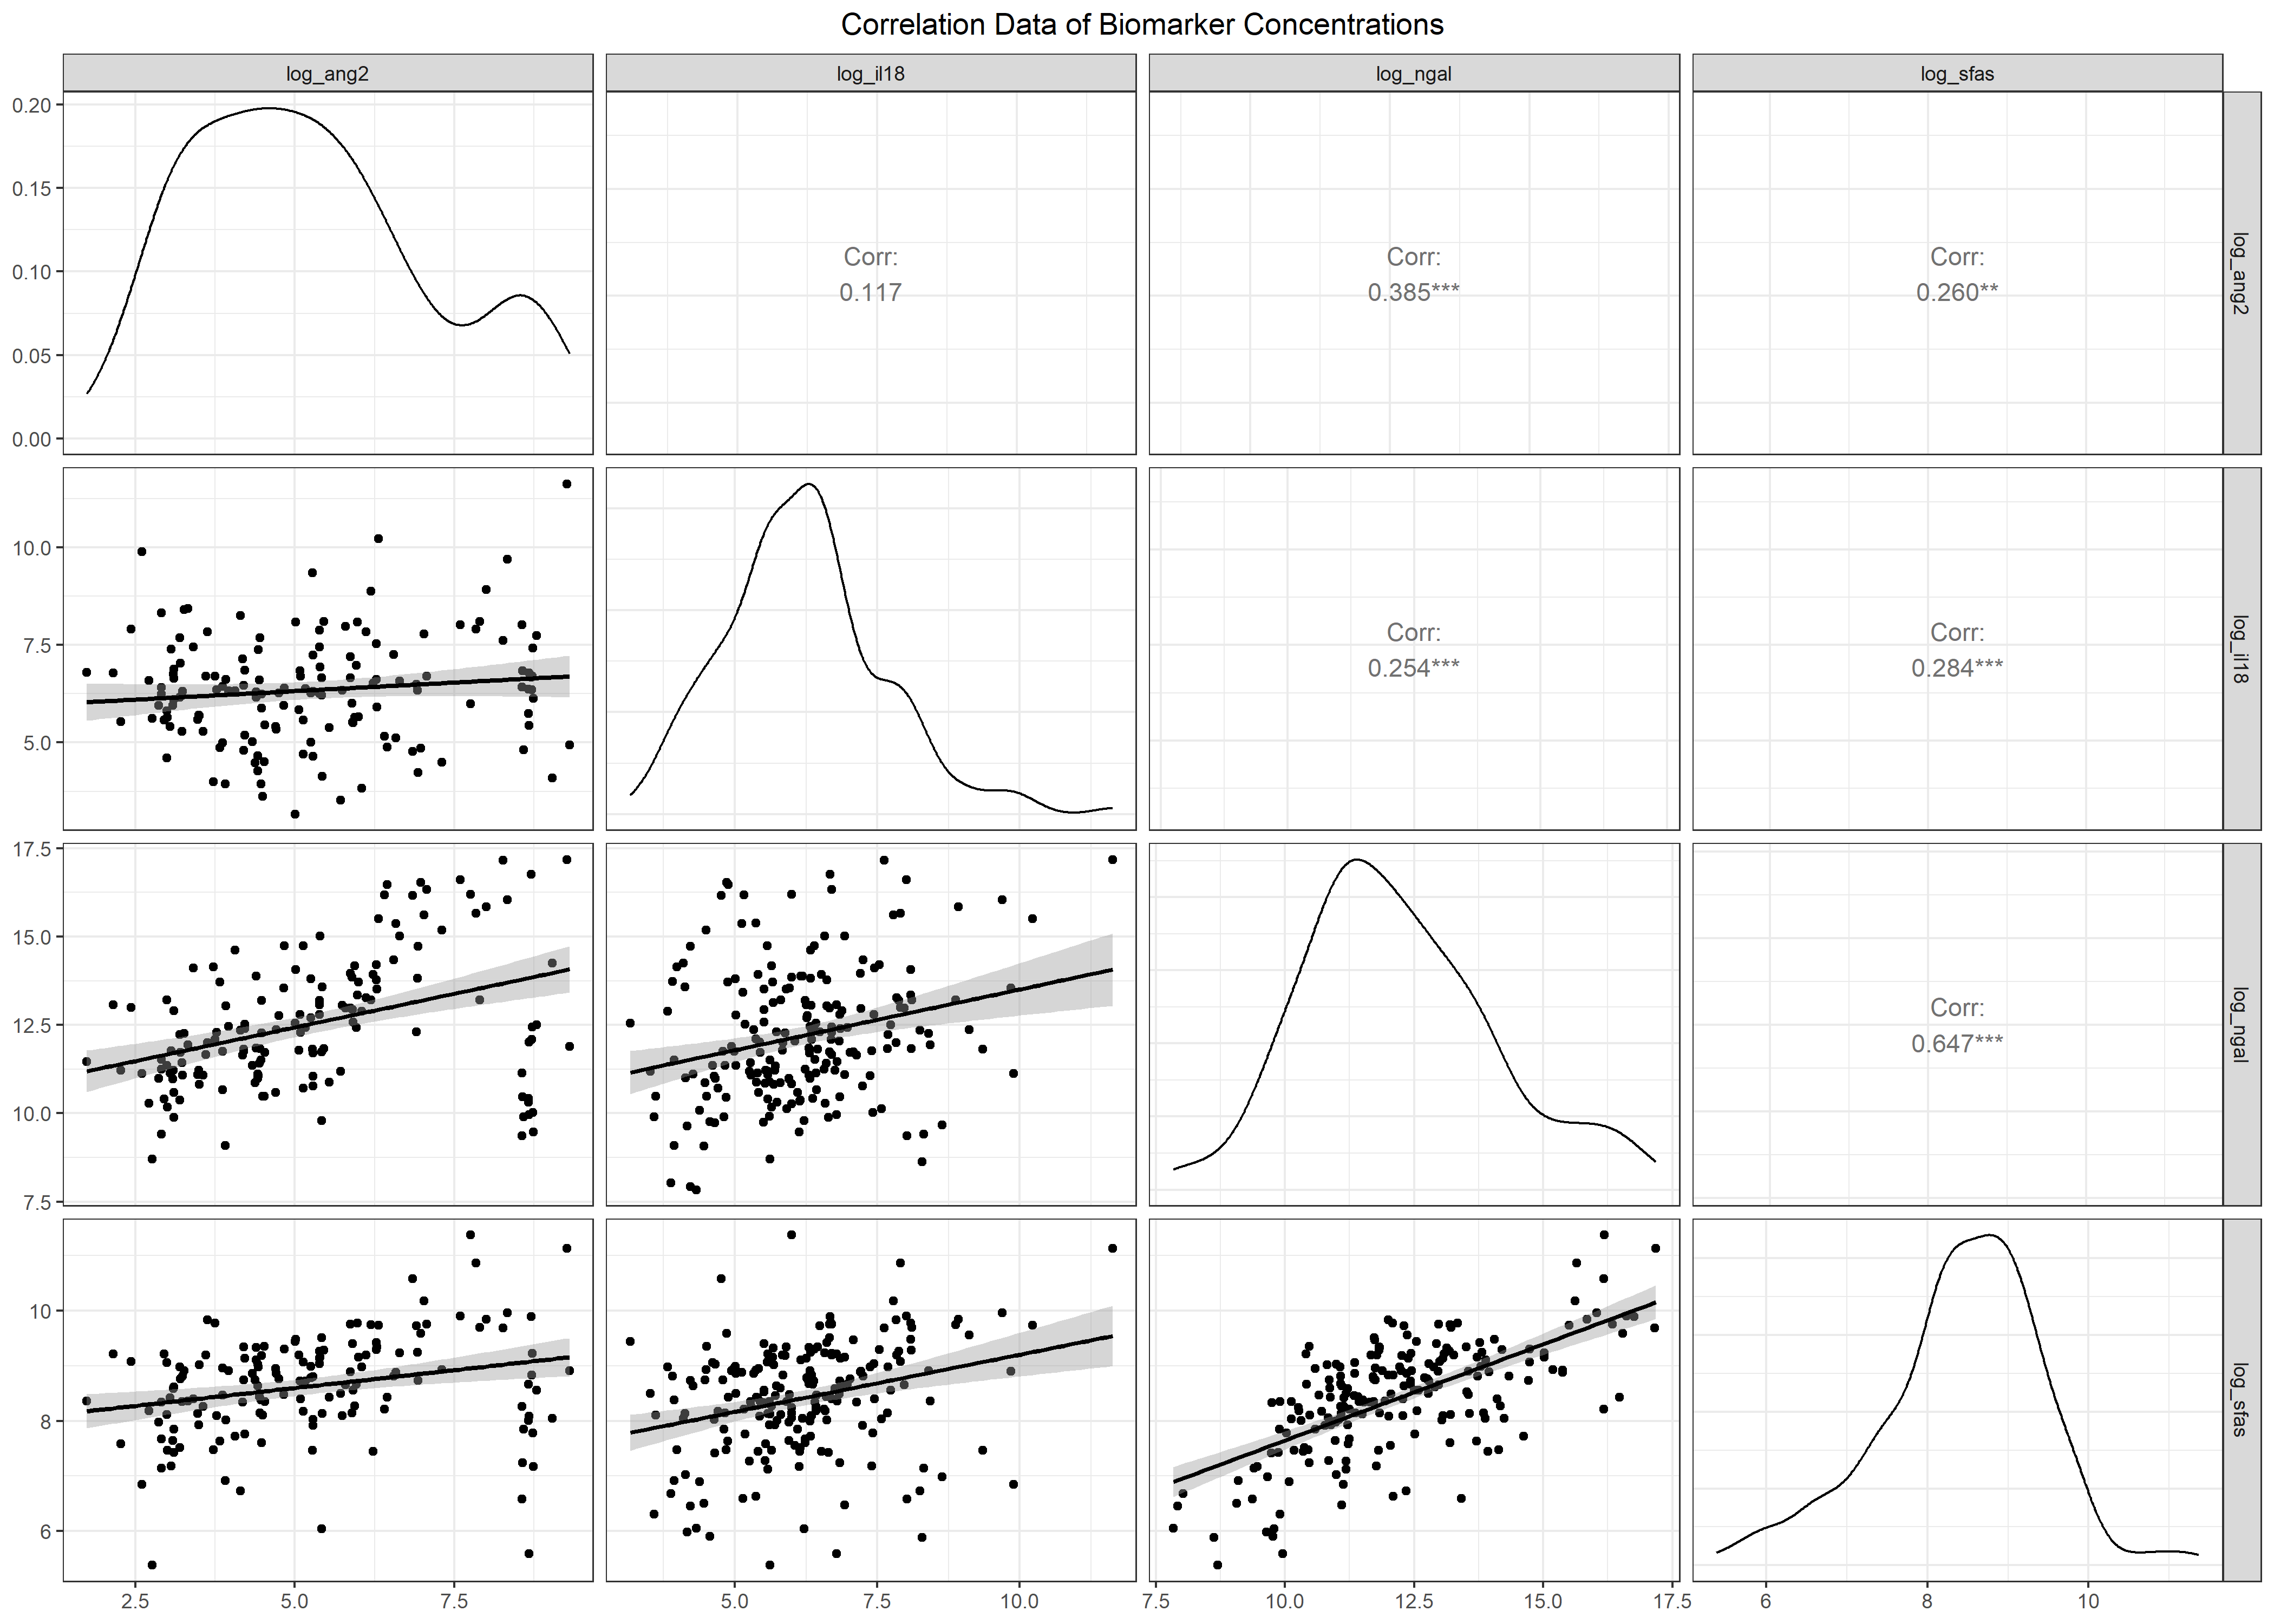 Correlation Data of Biomarker Concentrations
log_ang2
log_il18
log_ngal
log_sfas
0.20
0.15
0.10
0.05
0.00
Corr:
0.117
Corr:
0.385***
Corr:
0.260**
log_ang2
10.0
7.5
5.0
Corr:
0.254***
Corr:
0.284***
log_il18
17.5
15.0
12.5
10.0
7.5
Corr:
0.647***
log_ngal
10
8
6
log_sfas
2.5 5.0 7.5
5.0 7.5 10.0
7.5 10.0 12.5 15.0 17.5
6 8 10